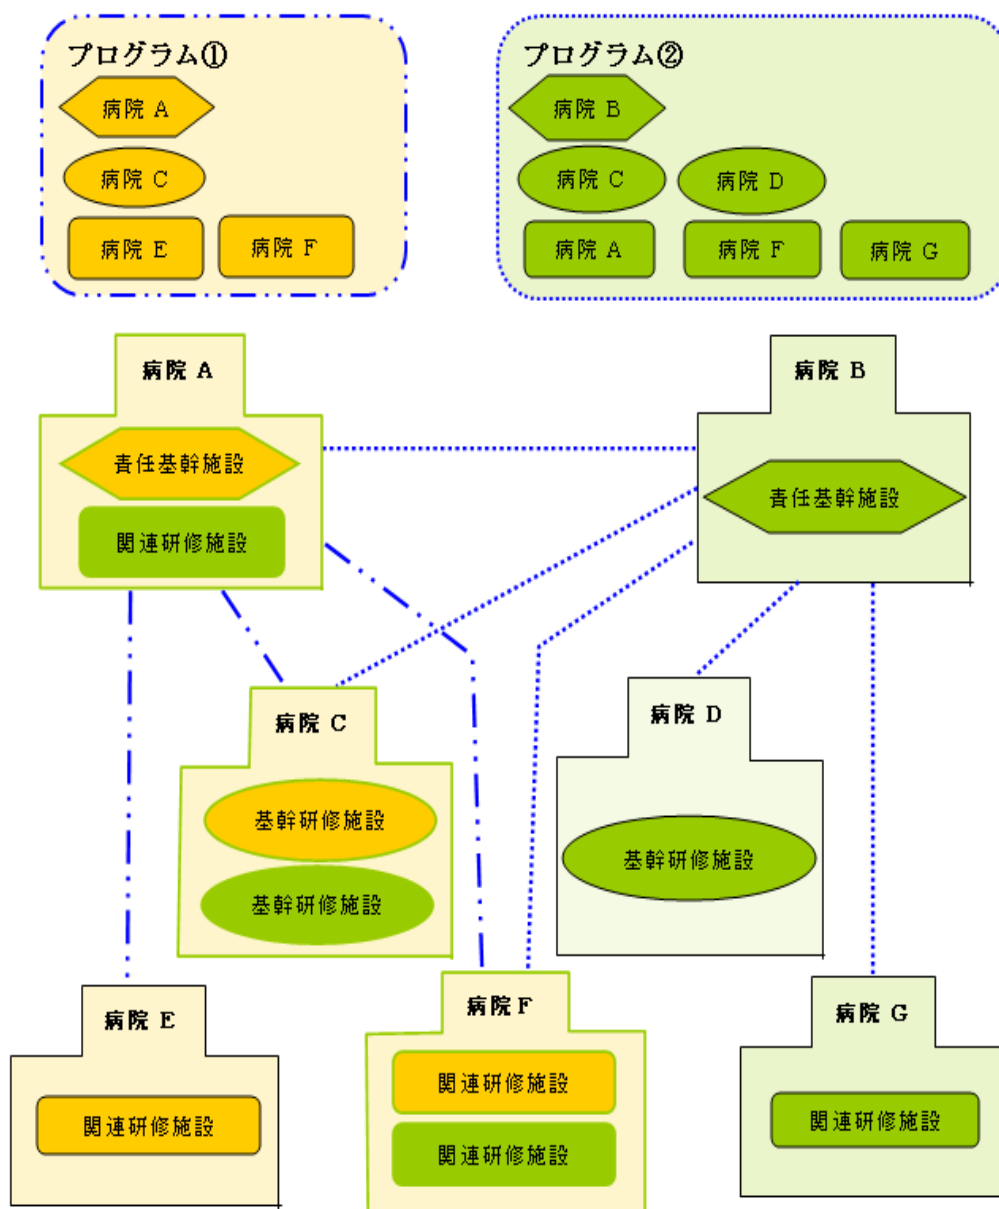 プログラム①
病院 A
病院 C
病院 E
病院 F
プログラム②
病院 B
病院 C
病院 D
病院 A
病院 F
病院 G
病院 A
責任基幹施設
関連研修施設
病院 B
責任基幹施設
病院 C
基幹研修施設
基幹研修施設
病院 D
基幹研修施設
病院 E
関連研修施設
病院 F
関連研修施設
関連研修施設
病院 G
関連研修施設